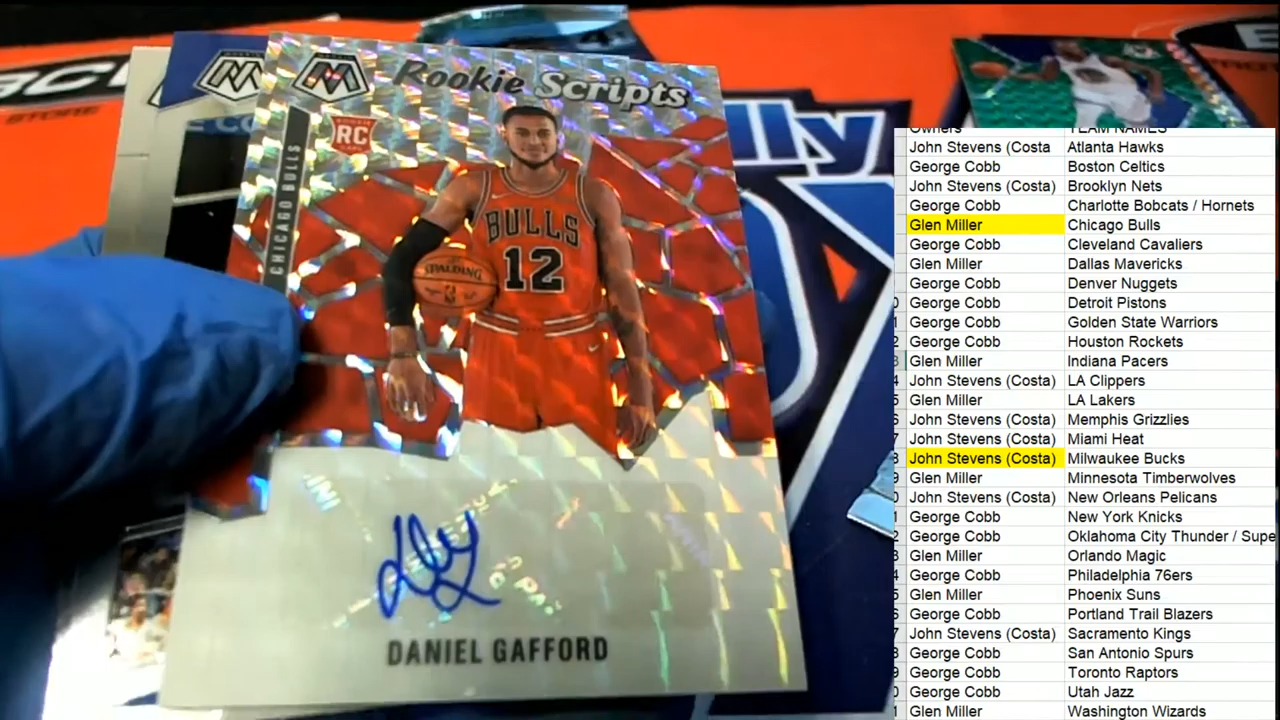 Rookie Scripts
ROOKIE
RC
CHICAGO BULLS
BULLS
12
SPALDING
DANIEL GAFFORD
lly
STORE
Owners TEAM NAMES
John Stevens (Costa Atlanta Hawks
George Cobb Boston Celtics
John Stevens (Costa) Brooklyn Nets
George Cobb Charlotte Bobcats / Hornets
Glen Miller Chicago Bulls
George Cobb Cleveland Cavaliers
Glen Miller Dallas Mavericks
George Cobb Denver Nuggets
George Cobb Detroit Pistons
George Cobb Golden State Warriors
George Cobb Houston Rockets
Glen Miller Indiana Pacers
John Stevens (Costa) LA Clippers
Glen Miller LA Lakers
John Stevens (Costa) Memphis Grizzlies
John Stevens (Costa) Miami Heat
John Stevens (Costa) Milwaukee Bucks
Glen Miller Minnesota Timberwolves
John Stevens (Costa) New Orleans Pelicans
George Cobb New York Knicks
George Cobb Oklahoma City Thunder / Supe
Glen Miller Orlando Magic
George Cobb Philadelphia 76ers
Glen Miller Phoenix Suns
George Cobb Portland Trail Blazers
John Stevens (Costa) Sacramento Kings
George Cobb San Antonio Spurs
George Cobb Toronto Raptors
George Cobb Utah Jazz
Glen Miller Washington Wizards